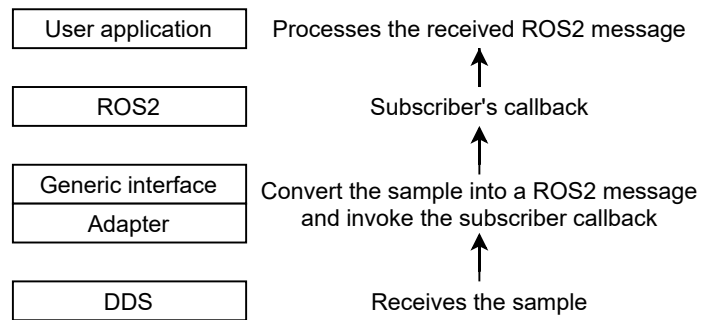 User application
Processes the received ROS2 message
ROS2
Subscriber's callback
Generic interface
Adapter
Convert the sample into a ROS2 message
and invoke the subscriber callback
DDS
Receives the sample